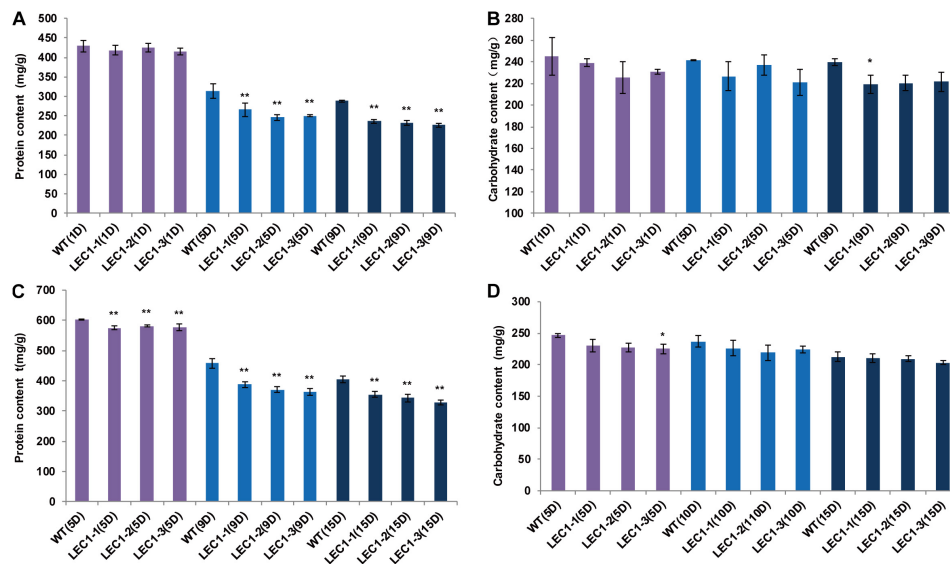 A
Protein content (mg/g)
500
450
400
350
300
250
200
150
100
50
0
** ** ** ** ** **
WT(1D) LEC1-1(1D) LEC1-2(1D) LEC1-3(1D) WT(5D) LEC1-1(5D) LEC1-2(5D) LEC1-3(5D) WT(9D) LEC1-1(9D) LEC1-2(9D) LEC1-3(9D)
B
Carbohydrate content（mg/g）
280
260
240
220
200
180
160
140
120
100
*
WT(1D) LEC1-1(1D) LEC1-2(1D) LEC1-3(1D) WT(5D) LEC1-1(5D) LEC1-2(5D) LEC1-3(5D) WT(9D) LEC1-1(9D) LEC1-2(9D) LEC1-3(9D)
C
Protein content t(mg/g)
700
600
500
400
300
200
100
0
** ** ** ** ** ** ** ** **
WT(5D) LEC1-1(5D) LEC1-2(5D) LEC1-3(5D) WT(9D) LEC1-1(9D) LEC1-2(9D) LEC1-3(9D) WT(15D) LEC1-1(15D) LEC1-2(15D) LEC1-3(15D)
D
Carbohydrate content (mg/g)
300
250
200
150
100
50
0
*
WT(5D) LEC1-1(5D) LEC1-2(5D) LEC1-3(5D) WT(10D) LEC1-1(10D) LEC1-2(110D) LEC1-3(10D) WT(15D) LEC1-1(15D) LEC1-2(15D) LEC1-3(15D)